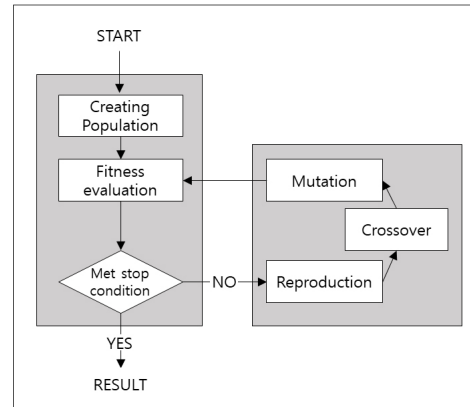 START
Creating
Population
Fitness
evaluation
Met stop
condition
NO
YES
RESULT
Reproduction
Crossover
Mutation